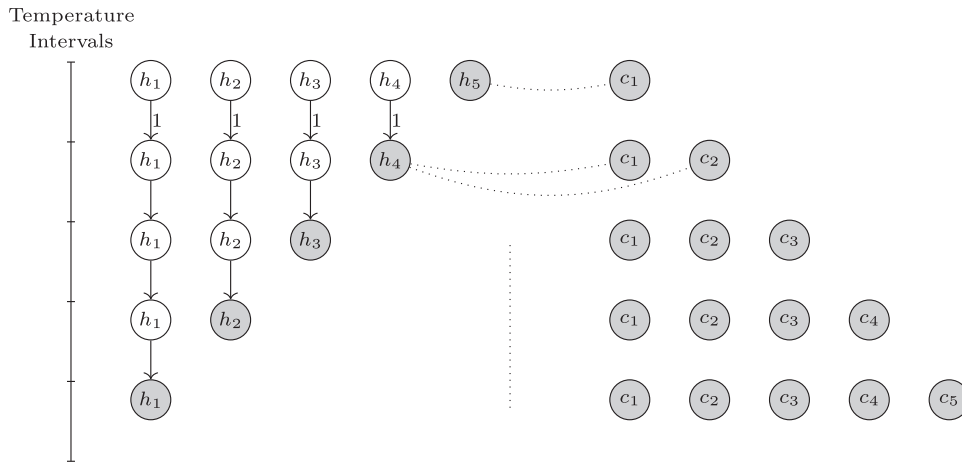 Temperature
Intervals
h₁ h₂ h₃ h₄ h₅ c₁
1 1 1 1
h₁ h₂ h₃ h₄ c₁ c₂
h₁ h₂ h₃ c₁ c₂ c₃
h₁ h₂ c₁ c₂ c₃ c₄
h₁ c₁ c₂ c₃ c₄ c₅